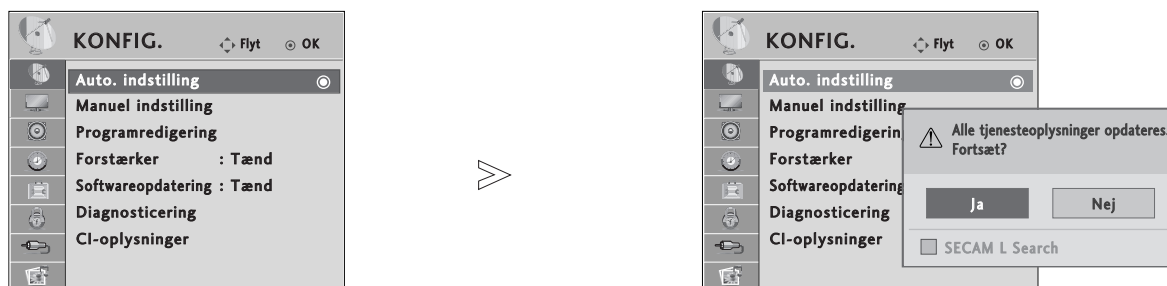 KONFIG. Flyt OK
Auto. indstilling
Manuel indstilling
Programredigering
Forstærker : Tænd
Softwareopdatering : Tænd
Diagnosticering
CI-oplysninger
KONFIG. Flyt OK
Auto. indstilling
Manuel indstilling
Programredigerin
Forstærker
Softwareopdatering
Diagnosticering
CI-oplysninger
Alle tjenesteoplysninger opdateres.
Fortsæt?
Ja Nej
SECAM L Search